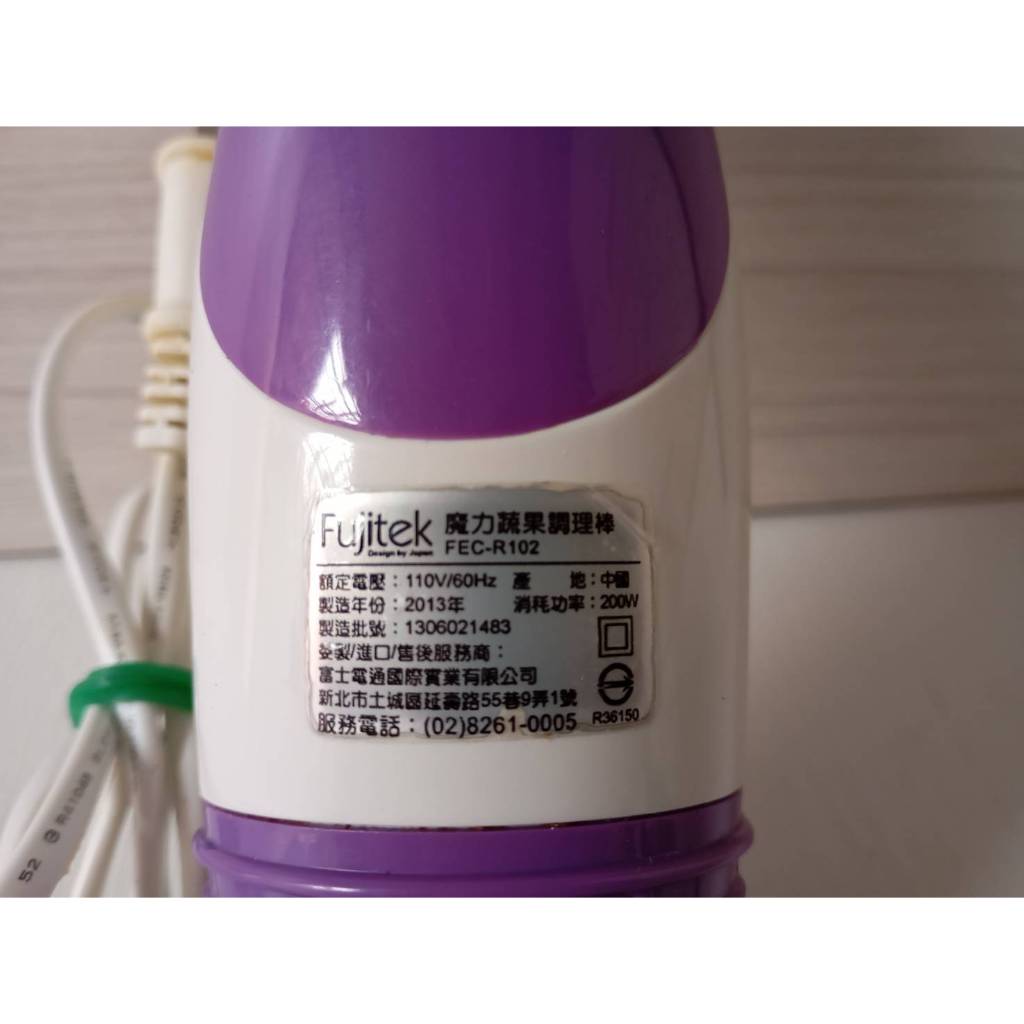 Fujitek 魔力蔬果調理棒
Design by Japan FEC-R102
額定電壓：110V/60Hz 產 地：中國
製造年份：2013年 消耗功率：200W
製造批號：1306021483
委製/進口/售後服務商：
富士電通國際實業有限公司
新北市土城區延壽路55巷9弄1號
服務電話：(02)8261-0005 R36150
52